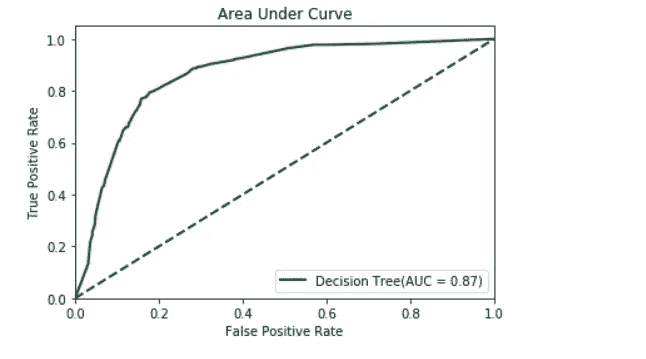 Area Under Curve
1.0
0.8
0.6
0.4
0.2
0.0
True Positive Rate
Decision Tree(AUC = 0.87)
0.0 0.2 0.4 0.6 0.8 1.0
False Positive Rate